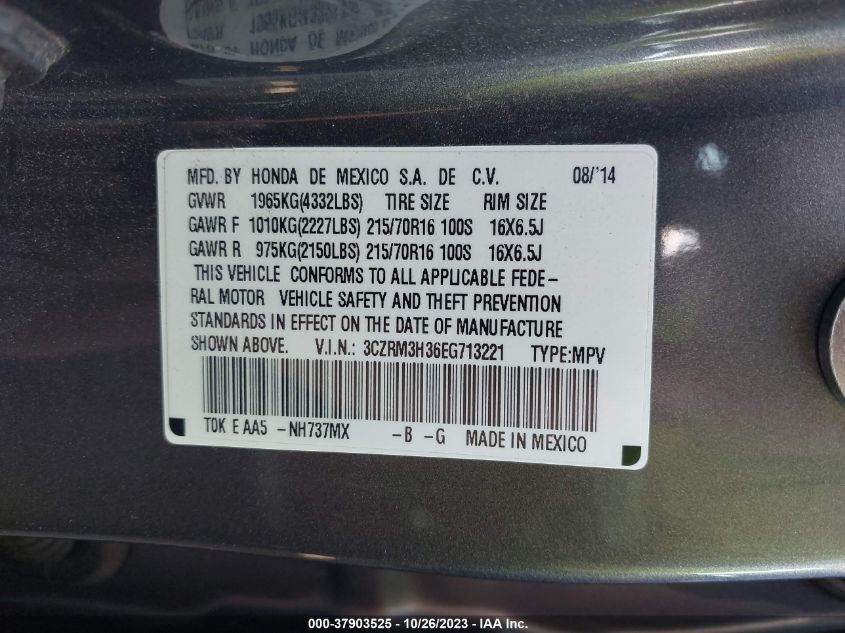 HONDA DE
MFD. BY HONDA DE MEXICO S.A. DE C.V. 08/'14
GVWR 1965KG(4332LBS) TIRE SIZE RIM SIZE
GAWR F 1010KG(2227LBS) 215/70R16 100S 16X6.5J
GAWR R 975KG(2150LBS) 215/70R16 100S 16X6.5J
THIS VEHICLE CONFORMS TO ALL APPLICABLE FEDE-
RAL MOTOR VEHICLE SAFETY AND THEFT PREVENTION
STANDARDS IN EFFECT ON THE DATE OF MANUFACTURE
SHOWN ABOVE. V.I.N.: 3CZRM3H36EG713221 TYPE:MPV
T0K E AA5 -NH737MX -B -G MADE IN MEXICO
000-37903525 - 10/26/2023 - IAA Inc.